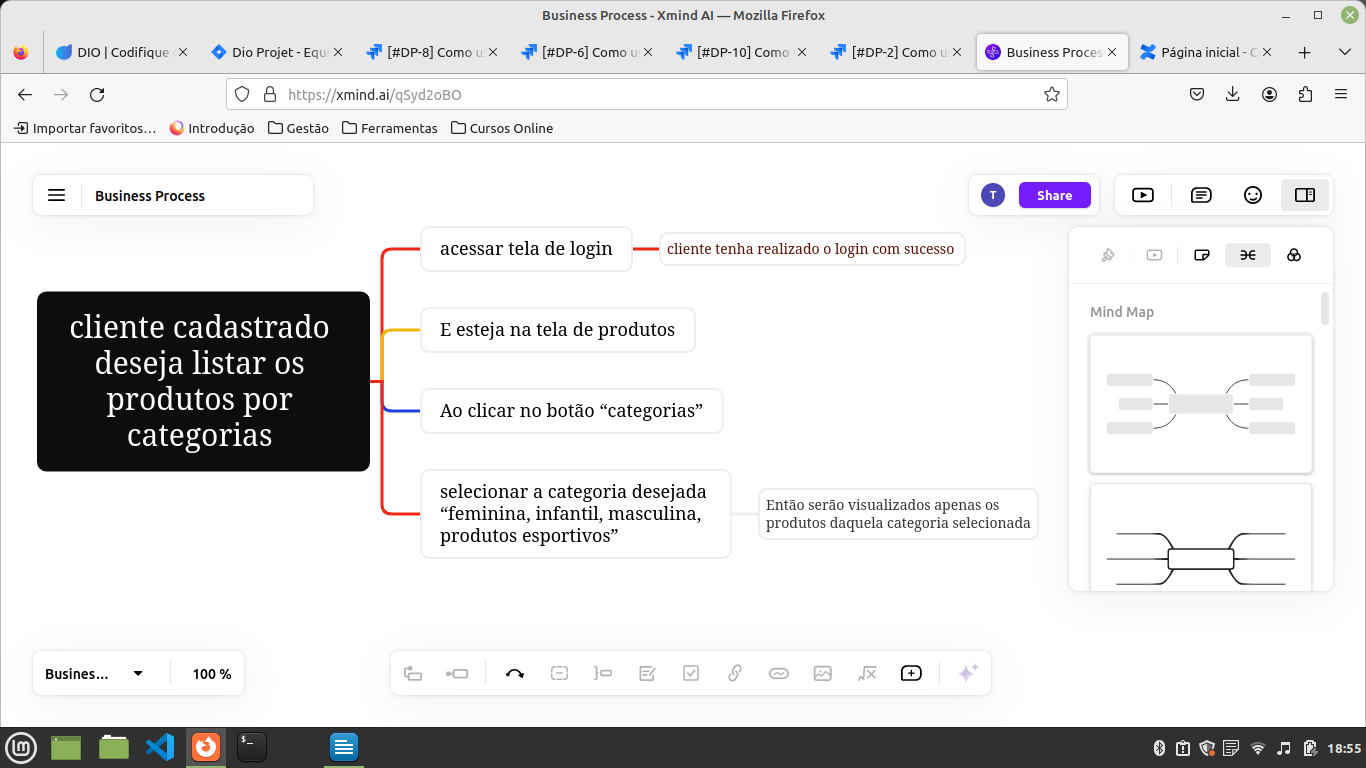 Business Process - Xmind AI — Mozilla Firefox
DIO | Codifique
Dio Projet - Equi
[#DP-8] Como us
[#DP-6] Como us
[#DP-10] Como
[#DP-2] Como us
Business Proces
Página inicial - C
https://xmind.ai/qSyd2oBO
Importar favoritos...
Introdução
Gestão
Ferramentas
Cursos Online
Business Process
T
Share
acessar tela de login
cliente tenha realizado o login com sucesso
cliente cadastrado
deseja listar os
produtos por
categorias
E esteja na tela de produtos
Ao clicar no botão “categorias”
selecionar a categoria desejada
“feminina, infantil, masculina,
produtos esportivos”
Então serão visualizados apenas os
produtos daquela categoria selecionada
Mind Map
Busines...
100 %
18:55